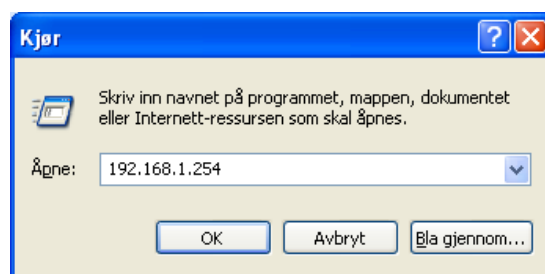 Kjør
Skriv inn navnet på programmet, mappen, dokumentet
eller Internett-ressursen som skal åpnes.
Åpne: 192.168.1.254
OK Avbryt Bla gjennom...